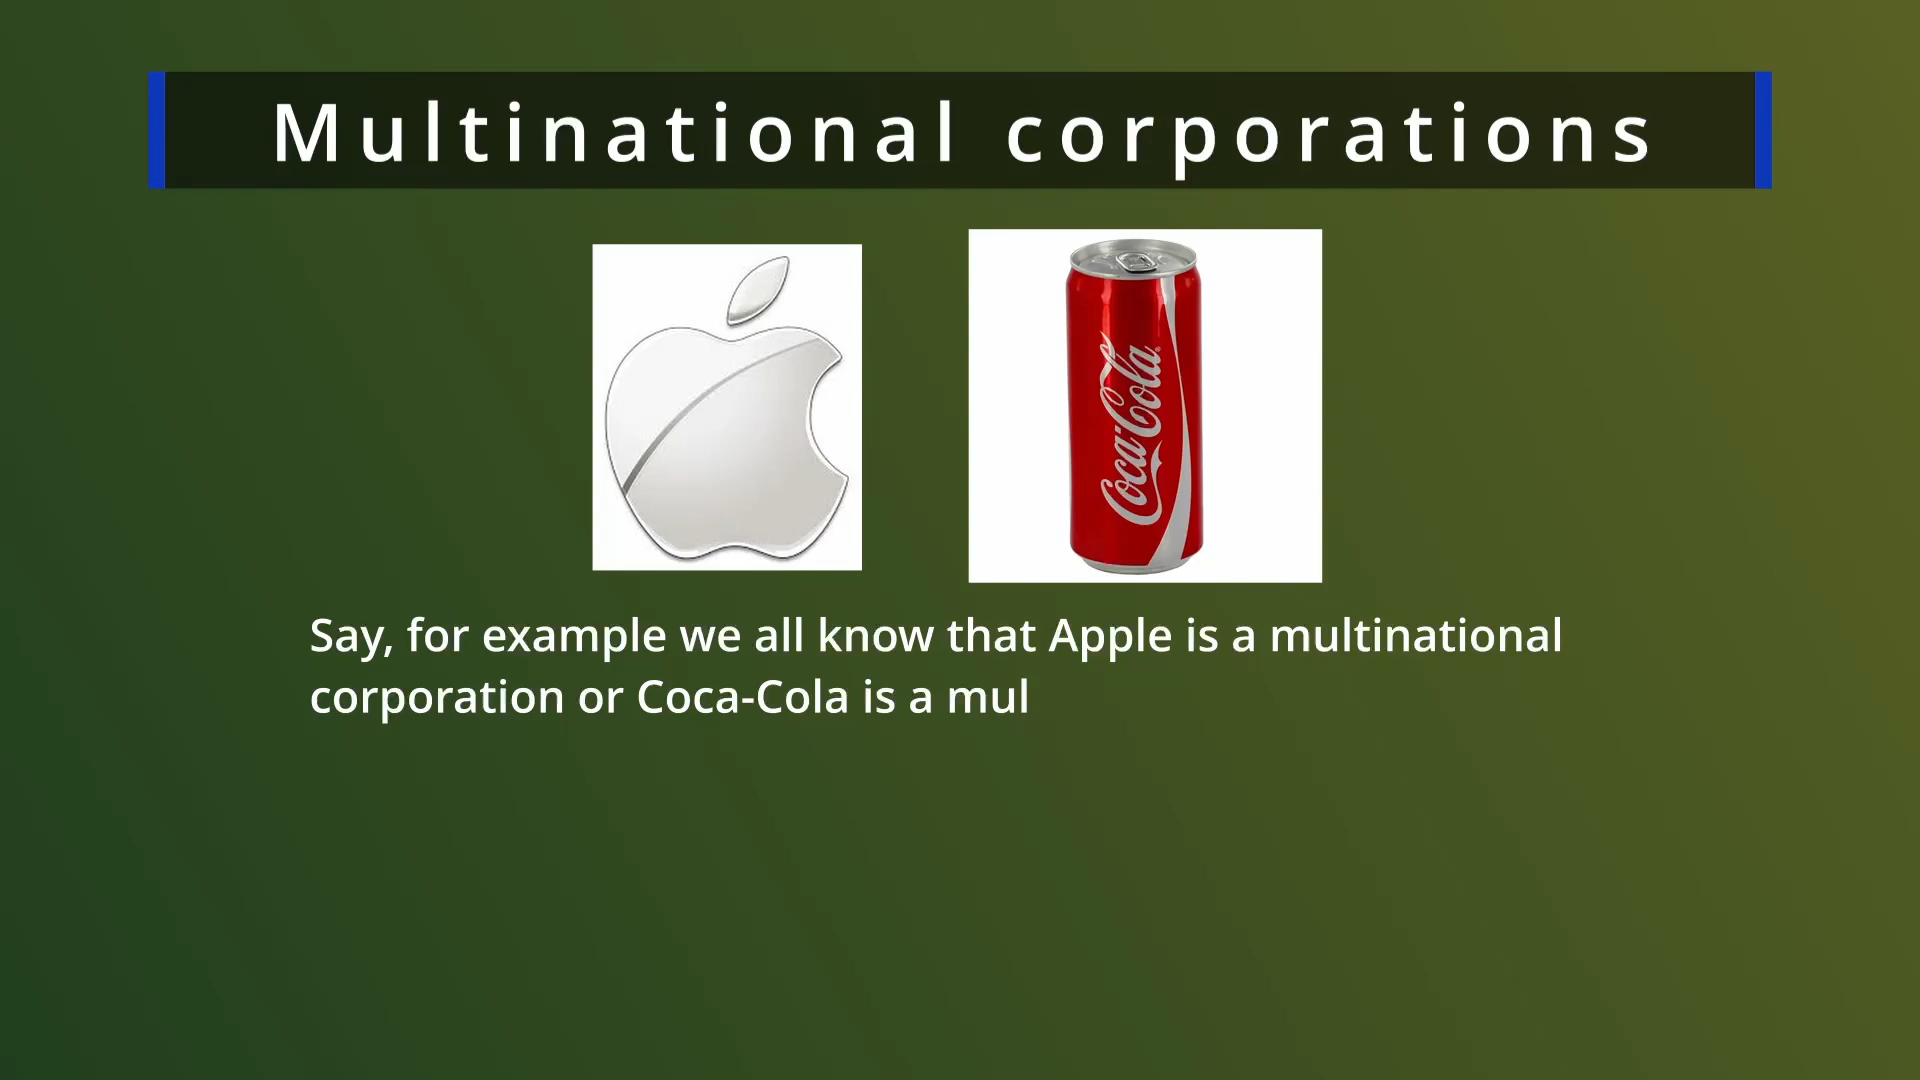 Multinational corporations
Coca-Cola
Say, for example we all know that Apple is a multinational
corporation or Coca-Cola is a mul